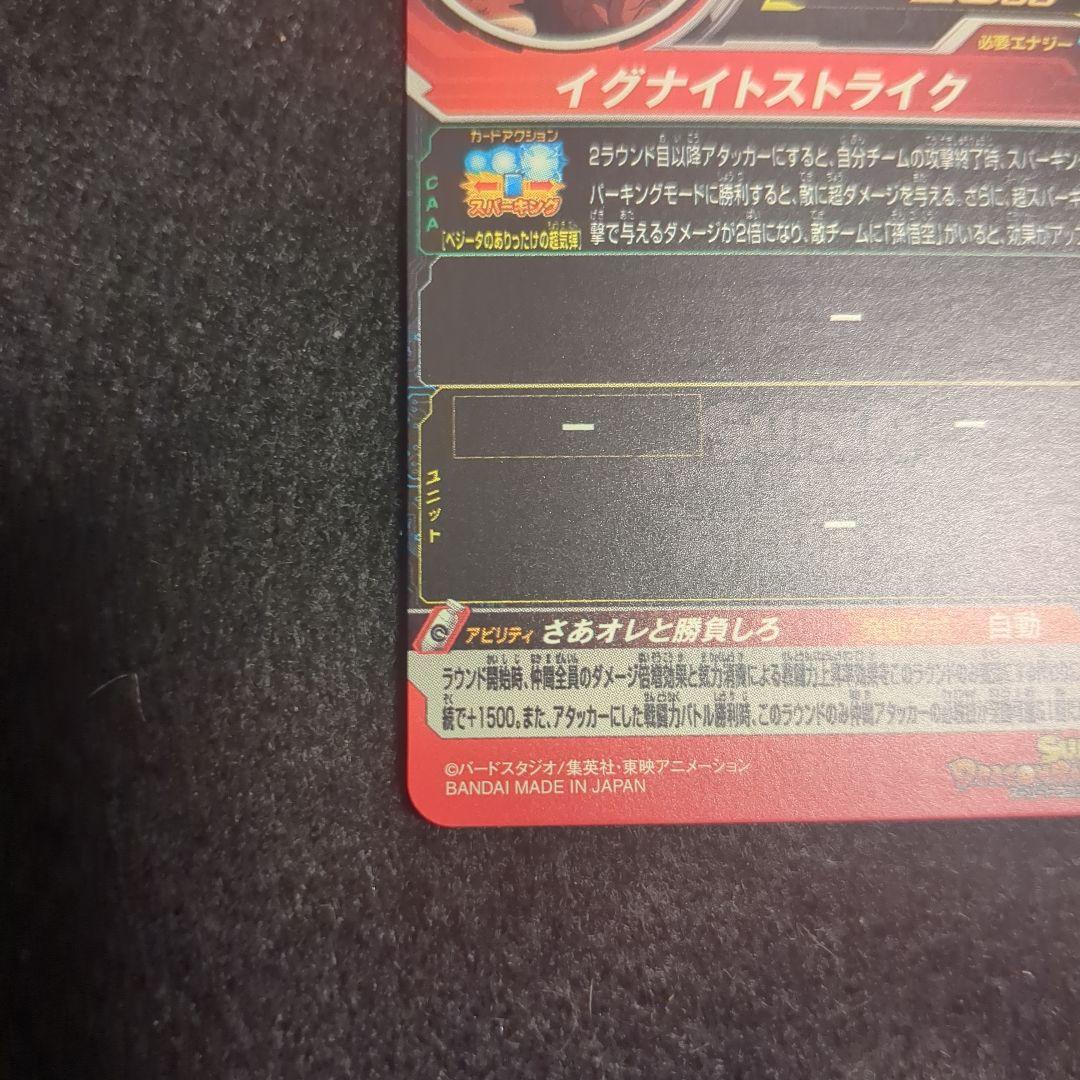 必要エナジー
イグナイトストライク
カードアクション
スパーキング
CAA
[ベジータのありったけの超気弾]
2ラウンド目以降アタッカーにすると、自分チームの攻撃終了時、スパーキン
パーキングモードに勝利すると、敵に超ダメージを与える。さらに、超スパーキ
撃で与えるダメージが2倍になり、敵チームに「孫悟空」がいると、効果がアッ
ー
ー
ー
ユニット
ー
アビリティ さあオレと勝負しろ
自動
ラウンド開始時、仲間全員のダメージ倍増効果と気力消費による戦闘力上昇率効果をこのラウンドのみ
続で+1500。また、アタッカーにした戦闘力バトル勝利時、このラウンドのみ仲間アタッカーの
©バードスタジオ/集英社・東映アニメーション
BANDAI MADE IN JAPAN